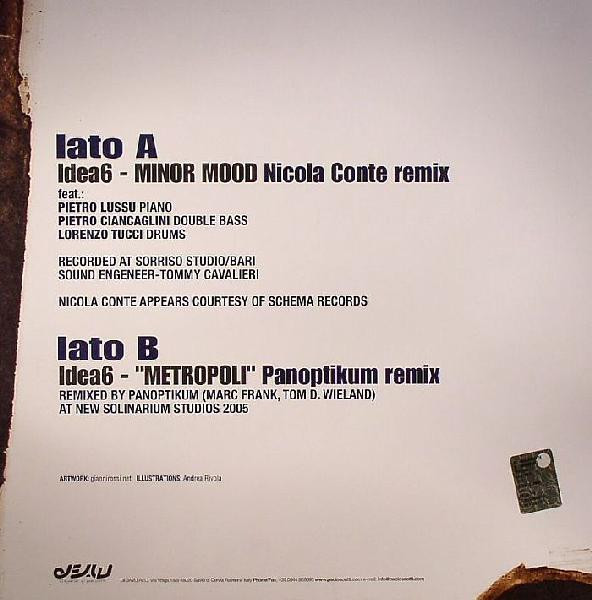 lato A
Idea6 - MINOR MOOD Nicola Conte remix
feat.:
PIETRO LUSSU PIANO
PIETRO CIANCAGLINI DOUBLE BASS
LORENZO TUCCI DRUMS
RECORDED AT SORRISO STUDIO/BARI
SOUND ENGENEER-TOMMY CAVALIERI
NICOLA CONTE APPEARS COURTESY OF SCHEMA RECORDS
lato B
Idea6 - "METROPOLI" Panoptikum remix
REMIXED BY PANOPTIKUM (MARC FRANK, TOM D. WIELAND)
AT NEW SOLINARIUM STUDIOS 2005
ARTWORK: giannirossi.net ILLUSTRATIONS: Andrea Rivola